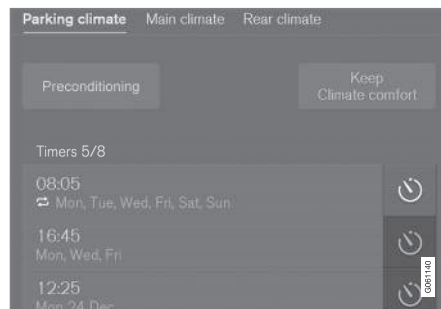 Parking climate Main climate Rear climate
Preconditioning
Keep
Climate comfort
Timers 5/8
08:05
Mon, Tue, Wed, Fri, Sat, Sun
16:45
Mon, Wed, Fri
12:25
Mon 24 Dec
G061140